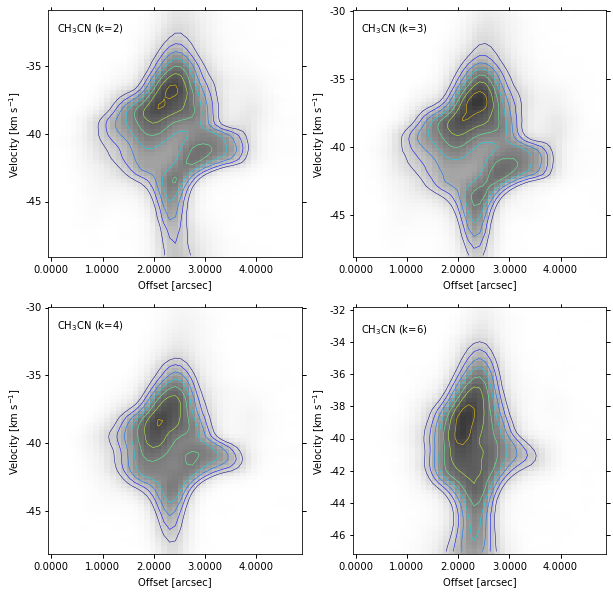 CH₃CN (k=2)
-35
-40
-45
Velocity [km s⁻¹]
0.0000 1.0000 2.0000 3.0000 4.0000
Offset [arcsec]
CH₃CN (k=3)
-30
-35
-40
-45
Velocity [km s⁻¹]
0.0000 1.0000 2.0000 3.0000 4.0000
Offset [arcsec]
CH₃CN (k=4)
-30
-35
-40
-45
Velocity [km s⁻¹]
0.0000 1.0000 2.0000 3.0000 4.0000
Offset [arcsec]
CH₃CN (k=6)
-32
-34
-36
-38
-40
-42
-44
-46
Velocity [km s⁻¹]
0.0000 1.0000 2.0000 3.0000 4.0000
Offset [arcsec]